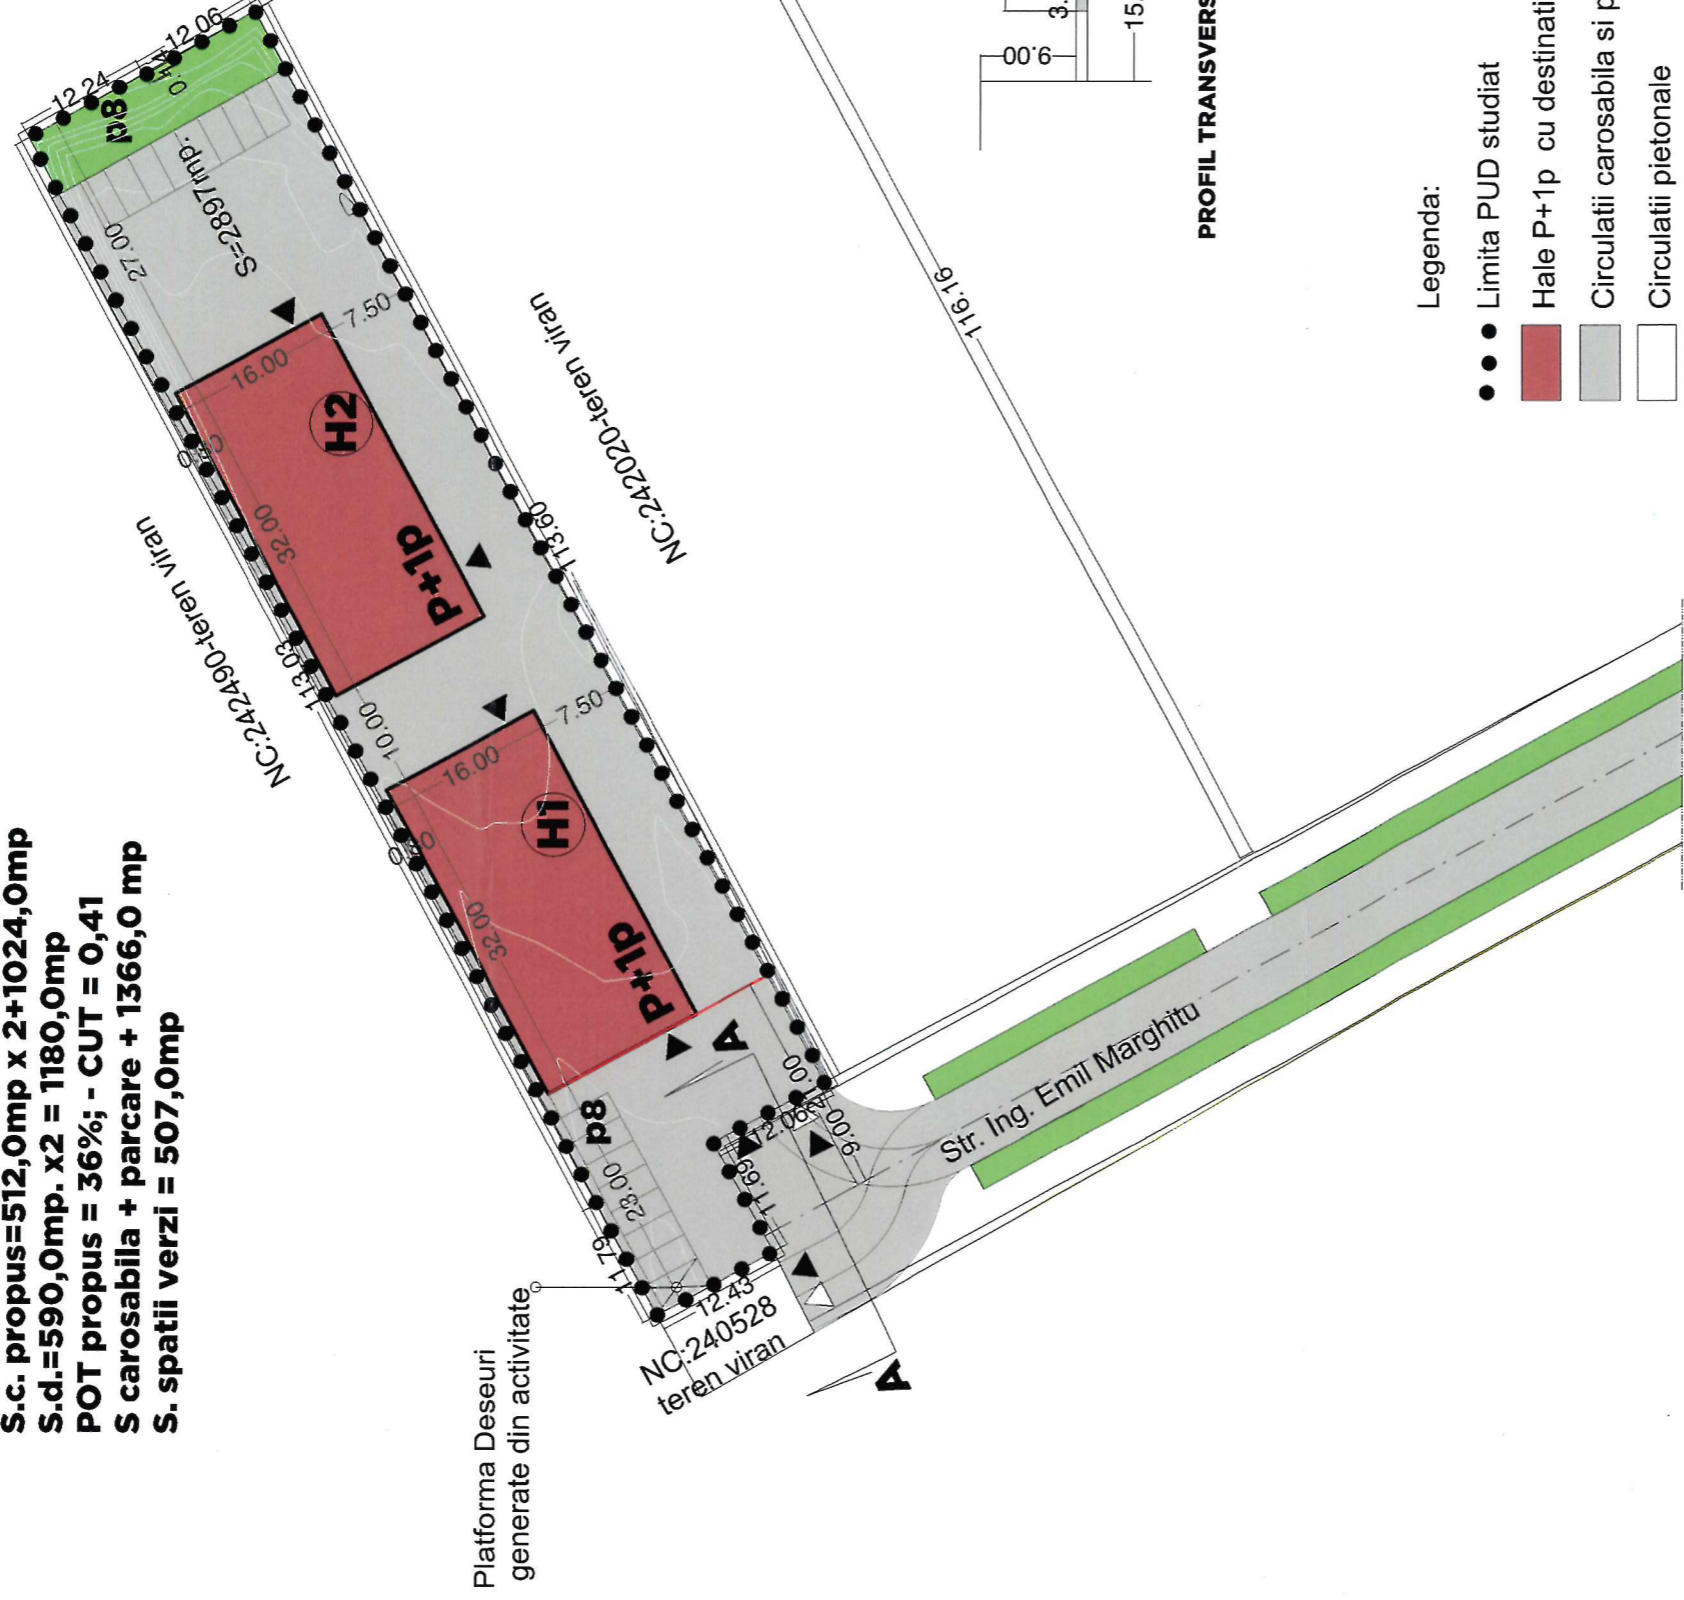 S.c. propus=512,0mp x 2+1024,0mp
S.d.=590,0mp. x2 = 1180,0mp
POT propus = 36%; - CUT = 0,41
S carosabila + parcare + 1366,0 mp
S. spatii verzi = 507,0mp
12.24
12.06
p8
0.14
S=2897mp.
27.00
16.00
7.50
H2
32.00
P+1p
NC:242490-teren viran
113.03
NC:242020-teren viran
113.60
10.00
16.00
7.50
H1
32.00
P+1p
p8
23.00
11.79
A
12.06
9.00
11.69
12.43
NC:240528
teren viran
A
Platforma Deseuri
generate din activitate
Str. Ing. Emil Marghitu
116.16
9.00
3.
15.
PROFIL TRANSVERS
Legenda:
Limita PUD studiat
Hale P+1p cu destinati
Circulatii carosabila si p
Circulatii pietonale